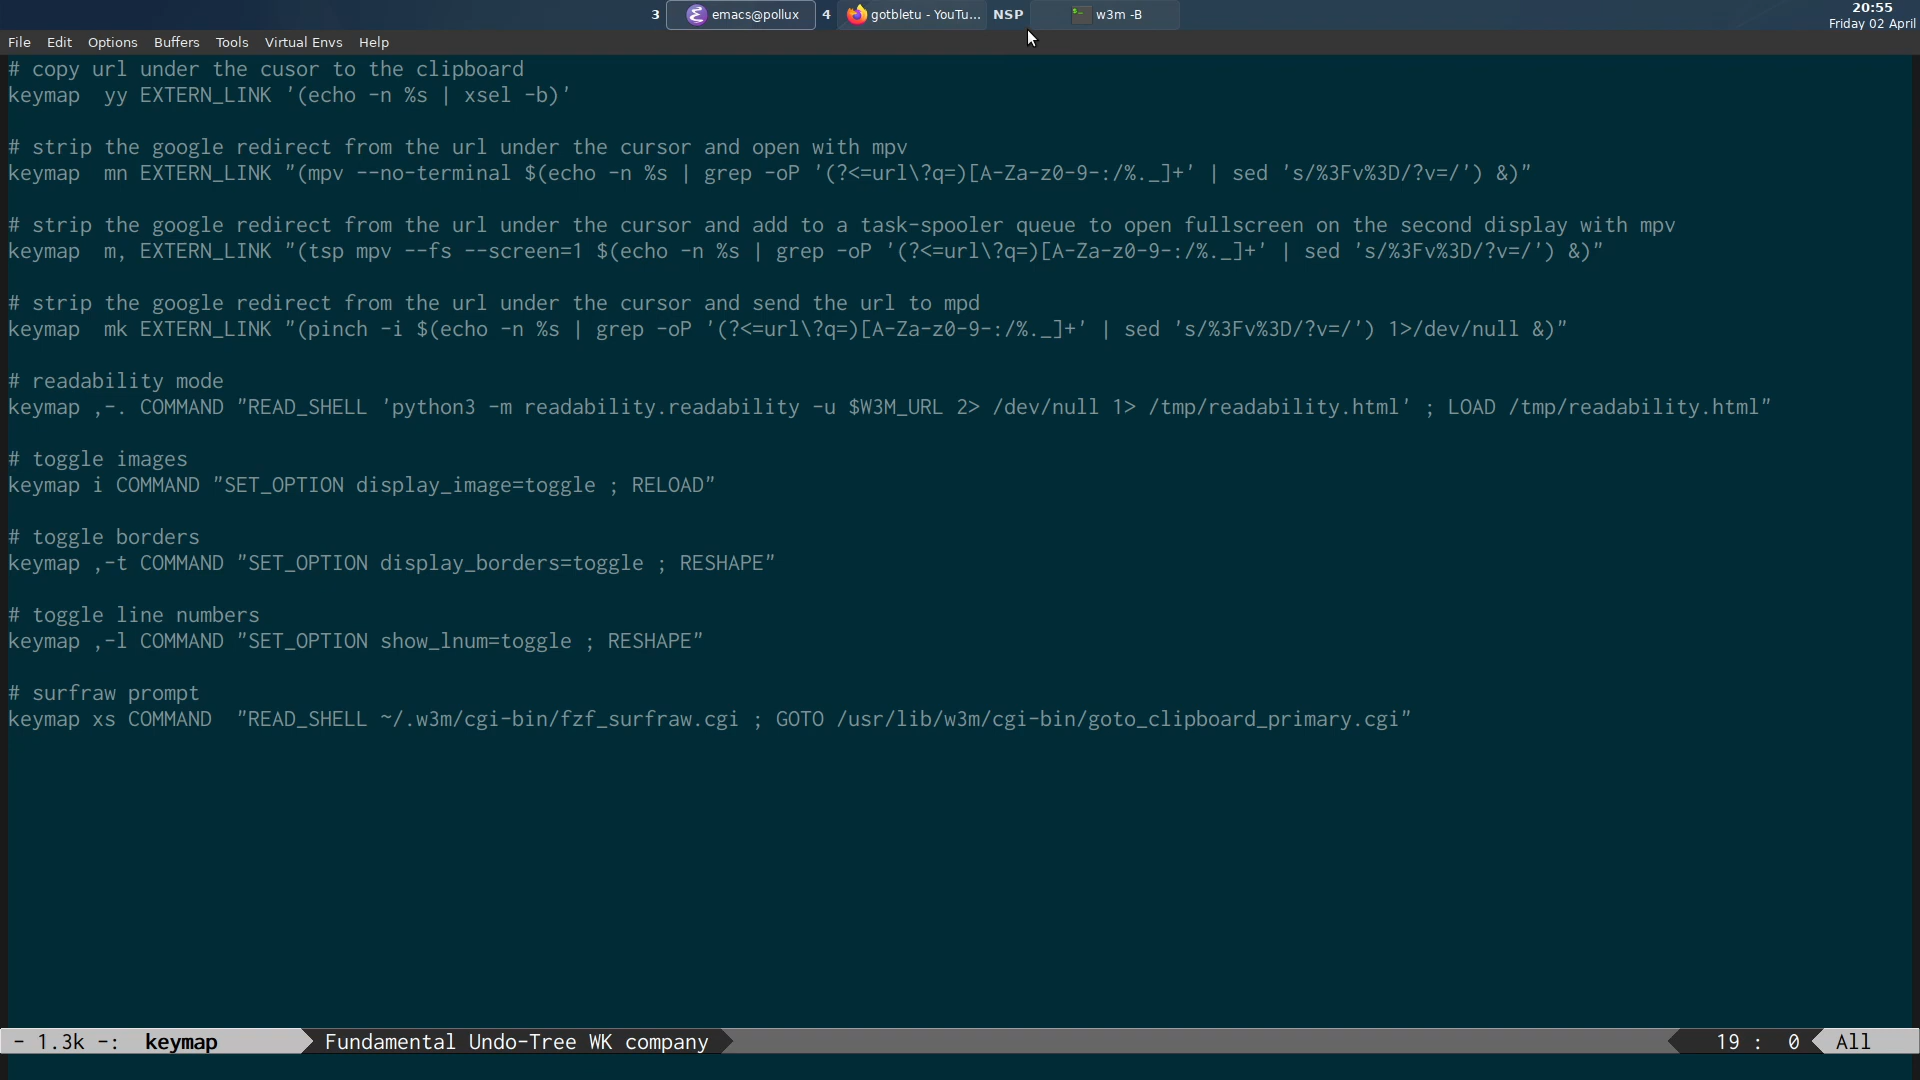 3 emacs@pollux 4 gotbletu - YouTu... NSP w3m -B 20:55
Friday 02 April
File Edit Options Buffers Tools Virtual Envs Help
# copy url under the cusor to the clipboard
keymap  yy EXTERN_LINK '(echo -n %s | xsel -b)'
# strip the google redirect from the url under the cursor and open with mpv
keymap  mn EXTERN_LINK "(mpv --no-terminal $(echo -n %s | grep -oP '(?<=url\?q=)[A-Za-z0-9-:/%._]+' | sed 's/%3Fv%3D/?v=/') &)"
# strip the google redirect from the url under the cursor and add to a task-spooler queue to open fullscreen on the second display with mpv
keymap  m, EXTERN_LINK "(tsp mpv --fs --screen=1 $(echo -n %s | grep -oP '(?<=url\?q=)[A-Za-z0-9-:/%._]+' | sed 's/%3Fv%3D/?v=/') &)"
# strip the google redirect from the url under the cursor and send the url to mpd
keymap  mk EXTERN_LINK "(pinch -i $(echo -n %s | grep -oP '(?<=url\?q=)[A-Za-z0-9-:/%._]+' | sed 's/%3Fv%3D/?v=/') 1>/dev/null &)"
# readability mode
keymap ,-. COMMAND "READ_SHELL 'python3 -m readability.readability -u $W3M_URL 2> /dev/null 1> /tmp/readability.html' ; LOAD /tmp/readability.html"
# toggle images
keymap i COMMAND "SET_OPTION display_image=toggle ; RELOAD"
# toggle borders
keymap ,-t COMMAND "SET_OPTION display_borders=toggle ; RESHAPE"
# toggle line numbers
keymap ,-l COMMAND "SET_OPTION show_lnum=toggle ; RESHAPE"
# surfraw prompt
keymap xs COMMAND  "READ_SHELL ~/.w3m/cgi-bin/fzf_surfraw.cgi ; GOTO /usr/lib/w3m/cgi-bin/goto_clipboard_primary.cgi"
- 1.3k -:  keymap Fundamental Undo-Tree WK company 19 :  0 All